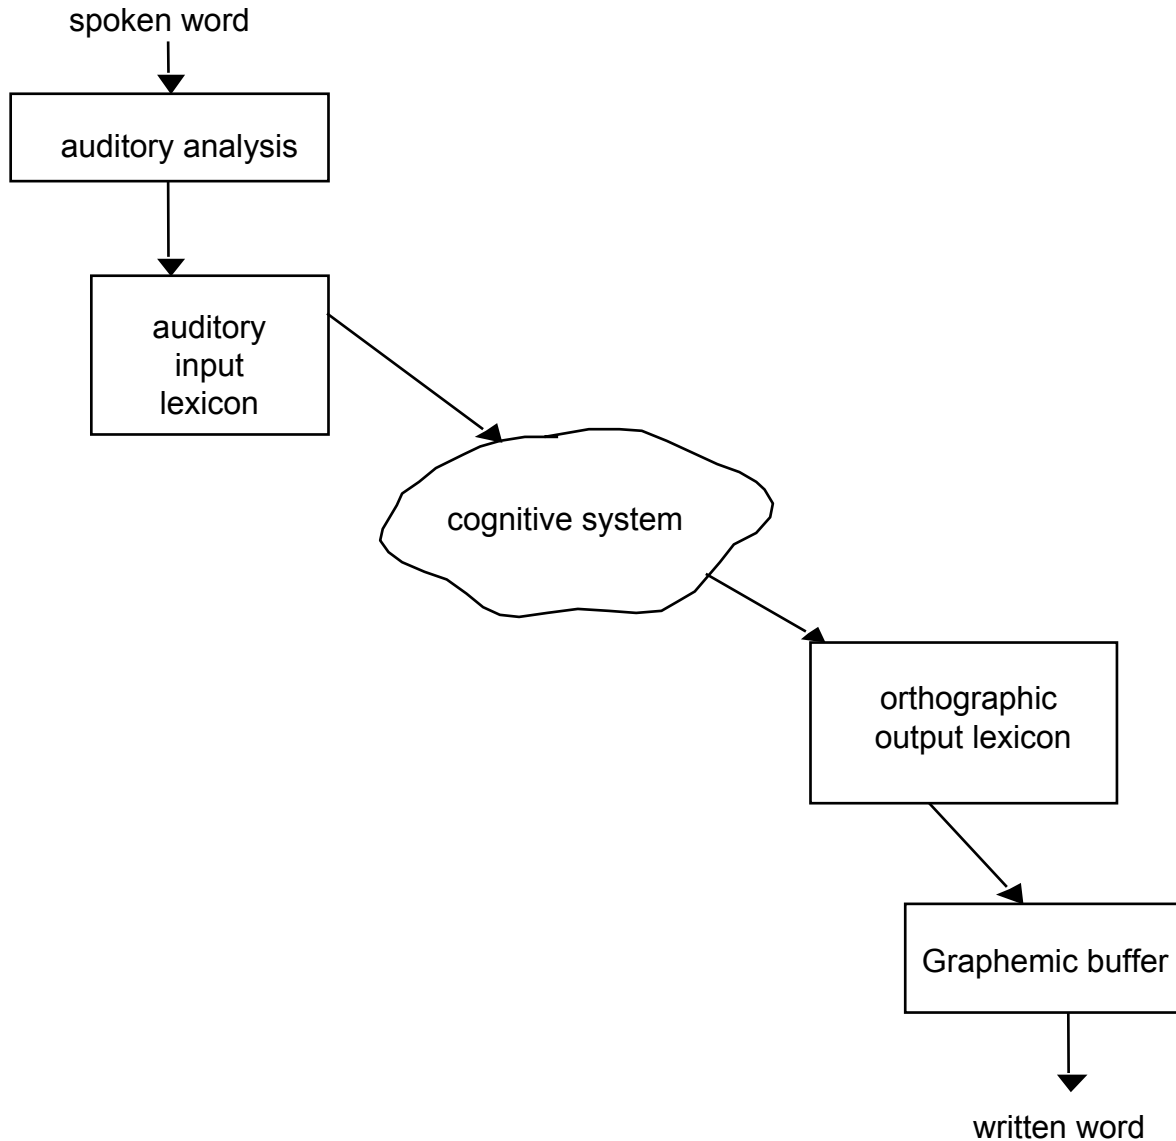 spoken word
auditory analysis
auditory
input
lexicon
cognitive system
orthographic
output lexicon
Graphemic buffer
written word